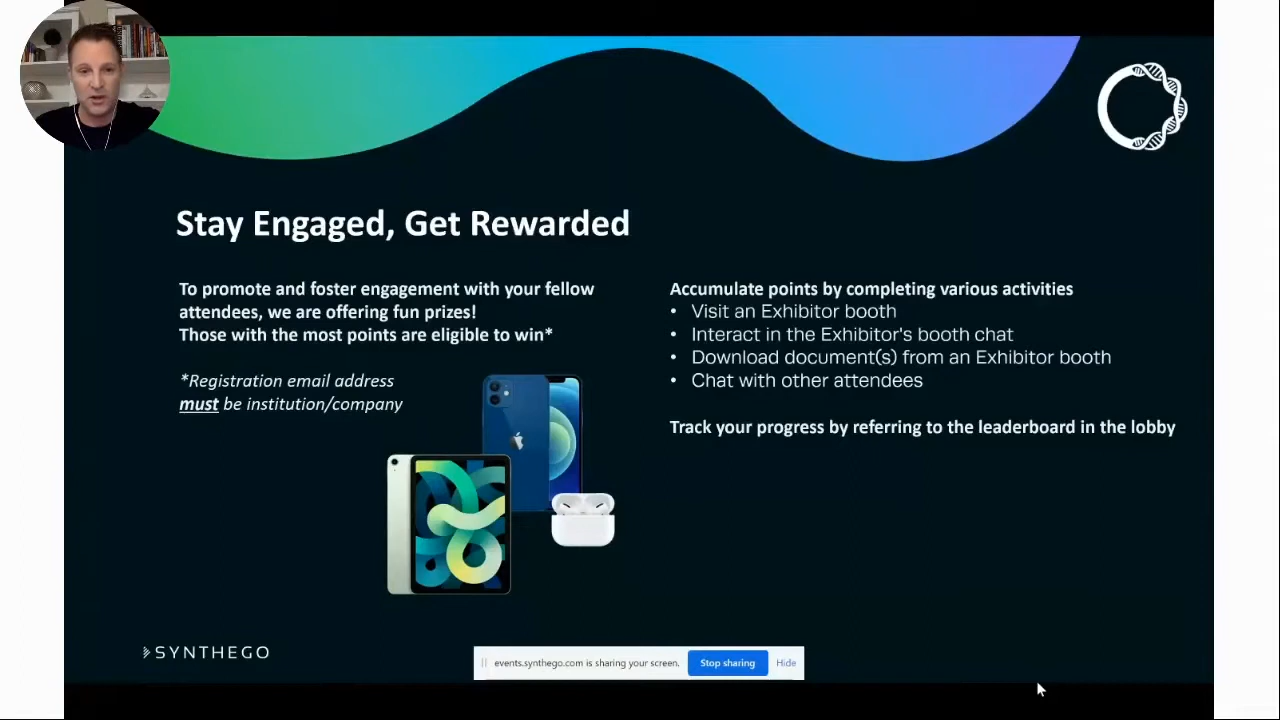 Stay Engaged, Get Rewarded
To promote and foster engagement with your fellow
attendees, we are offering fun prizes!
Those with the most points are eligible to win*
*Registration email address
must be institution/company
Accumulate points by completing various activities
• Visit an Exhibitor booth
• Interact in the Exhibitor's booth chat
• Download document(s) from an Exhibitor booth
• Chat with other attendees
Track your progress by referring to the leaderboard in the lobby
SYNTHEGO
events.synthego.com is sharing your screen.
Stop sharing
Hide